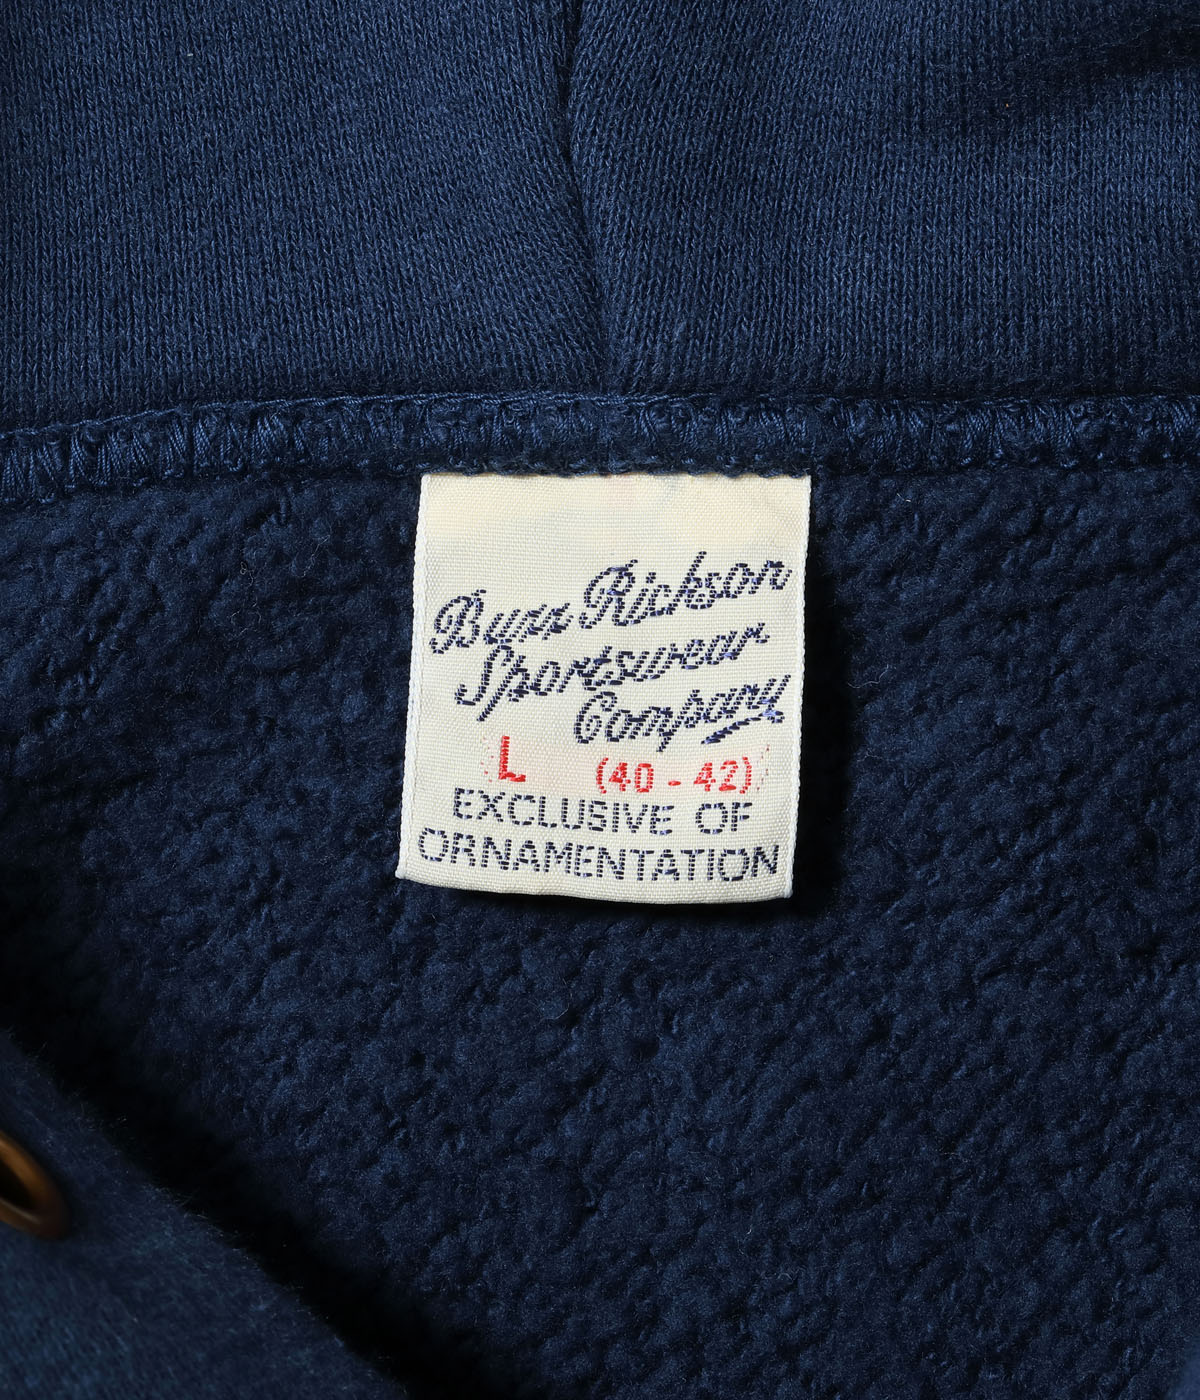 Buzz Rickson
Sportswear
Company
L (40 - 42)
EXCLUSIVE OF
ORNAMENTATION